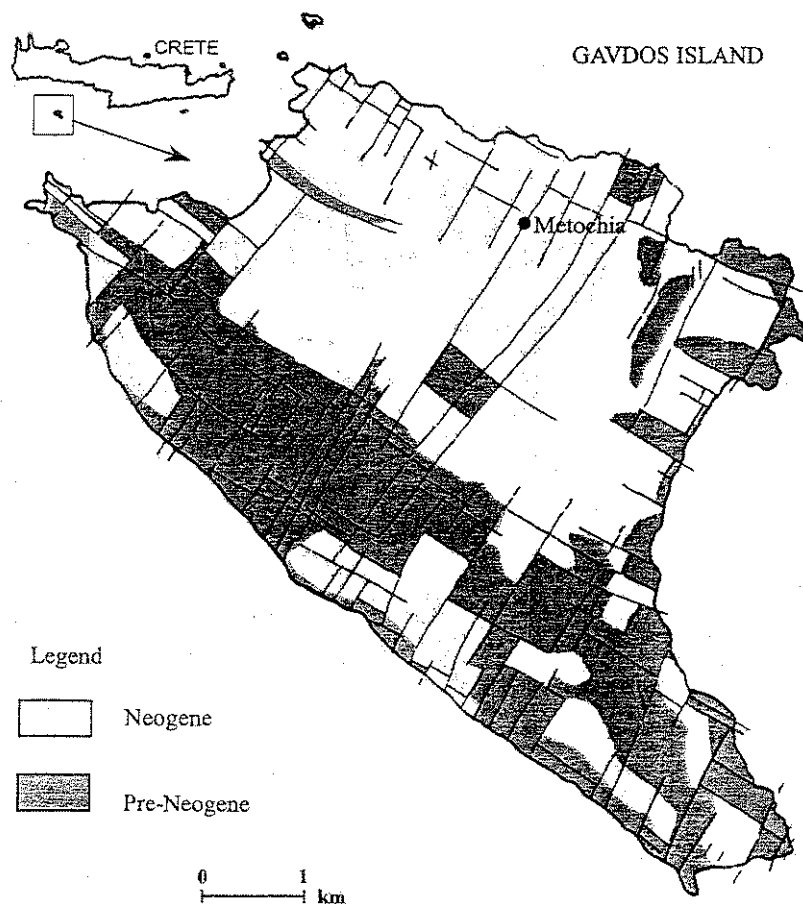 CRETE
GAVDOS ISLAND
Metochia
Legend
Neogene
Pre-Neogene
0 1
km